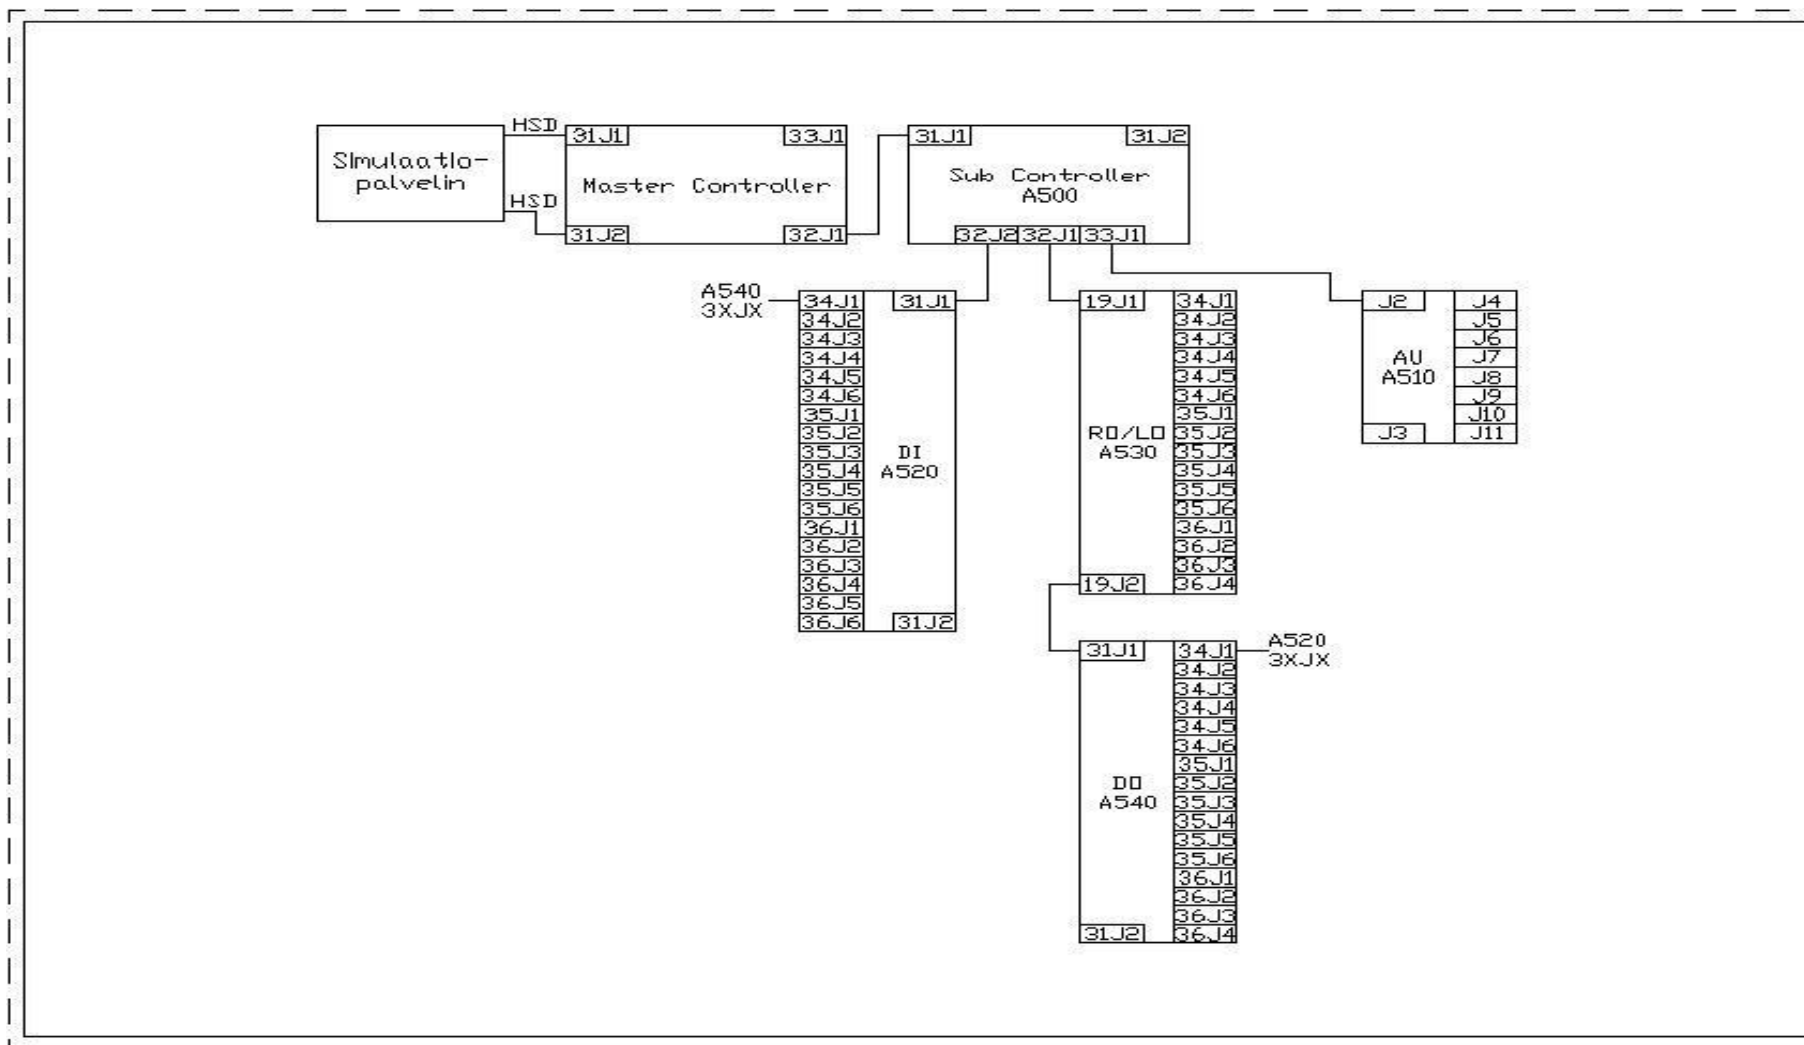 HSD
31J1
33J1
31J1
31J2
Simulaatio-
palvelin
Master Controller
Sub Controller
A500
HSD
31J2
32J1
32J2
32J1
33J1
A540
3XJX
34J1
34J2
34J3
34J4
34J5
34J6
35J1
35J2
35J3
35J4
35J5
35J6
36J1
36J2
36J3
36J4
36J5
36J6
31J1
DI
A520
31J2
19J1
RO/LO
A530
19J2
34J1
34J2
34J3
34J4
34J5
34J6
35J1
35J2
35J3
35J4
35J5
35J6
36J1
36J2
36J3
36J4
J2
AU
A510
J3
J4
J5
J6
J7
J8
J9
J10
J11
31J1
DO
A540
31J2
34J1
34J2
34J3
34J4
34J5
34J6
35J1
35J2
35J3
35J4
35J5
35J6
36J1
36J2
36J3
36J4
A520
3XJX